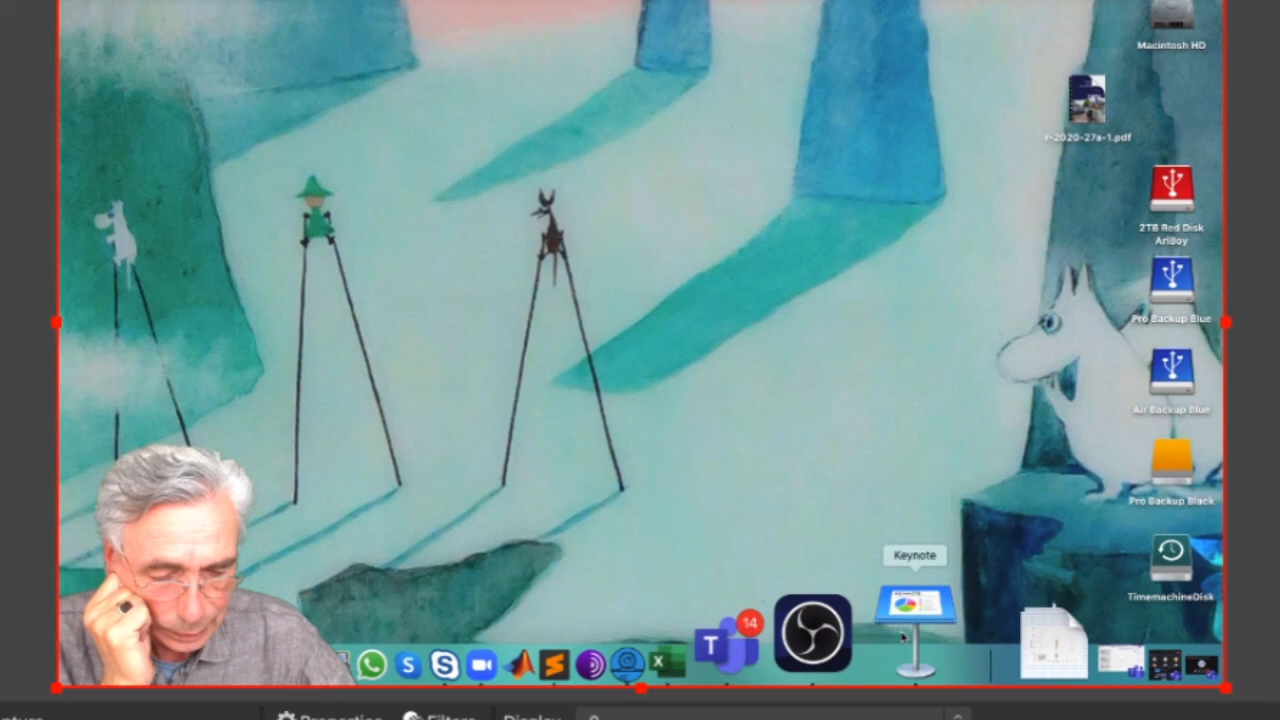 Macintosh HD
r-2020-27a-1.pdf
2TB Red Disk
AriBoy
Pro Backup Blue
Air Backup Blue
Pro Backup Black
TimemachineDisk
Keynote
KEYNOTE
14
T
S
X
Properties
Filters
Display